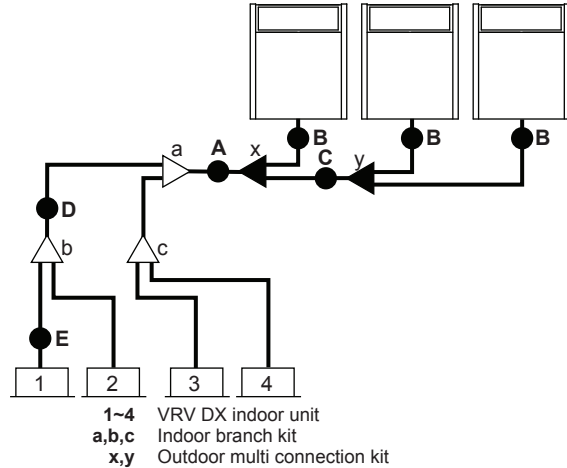 B B B
A x C y
a
D
b c
E
1 2 3 4
1~4 VRV DX indoor unit
a,b,c Indoor branch kit
x,y Outdoor multi connection kit